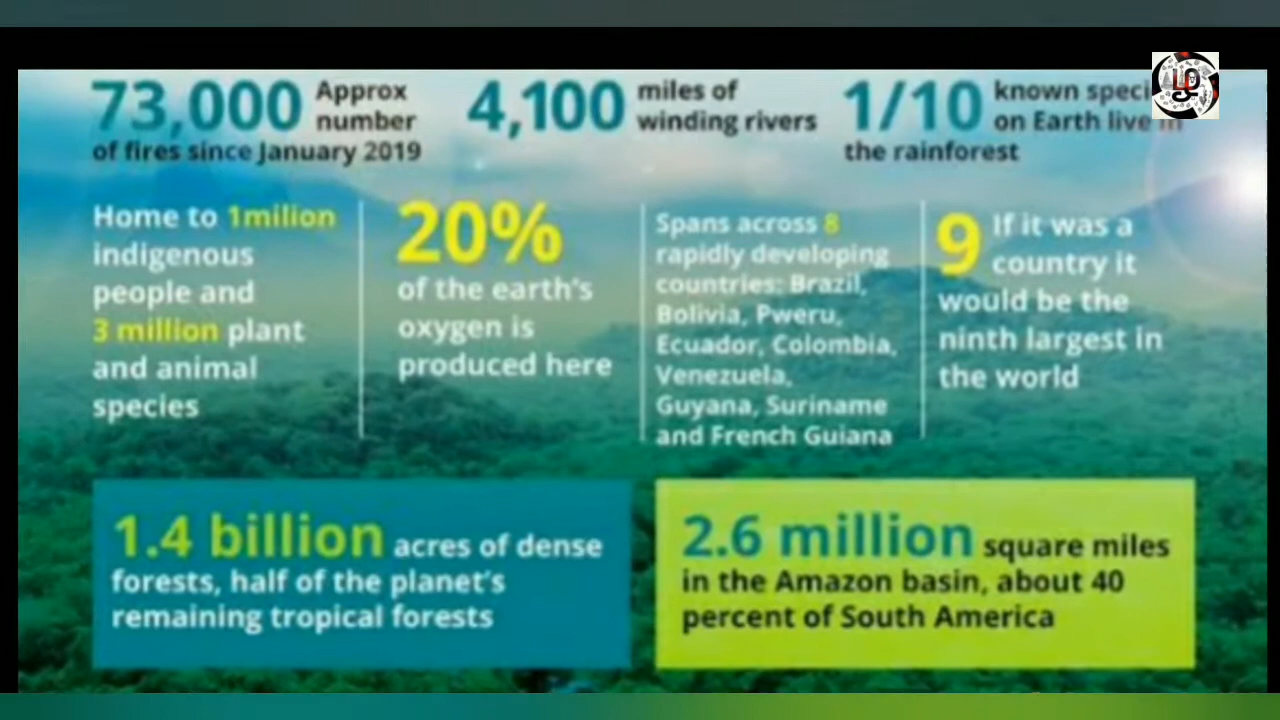 73,000 Approx
number
of fires since January 2019
4,100 miles of
winding rivers
1/10 known speci
on Earth live in
the rainforest
Home to 1milion
indigenous
people and
3 million plant
and animal
species
20%
of the earth's
oxygen is
produced here
Spans across 8
rapidly developing
countries: Brazil,
Bolivia, Pweru,
Ecuador, Colombia,
Venezuela,
Guyana, Suriname
and French Guiana
9 If it was a
country it
would be the
ninth largest in
the world
1.4 billion acres of dense
forests, half of the planet's
remaining tropical forests
2.6 million square miles
in the Amazon basin, about 40
percent of South America